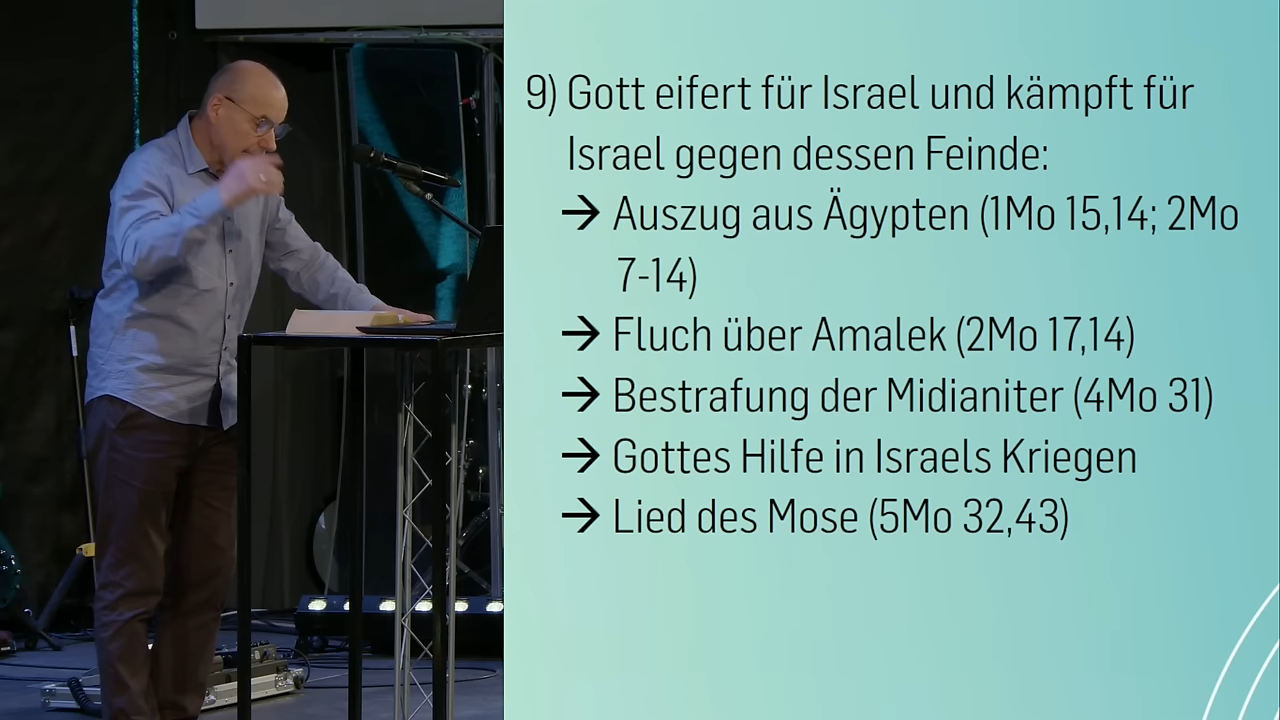 9) Gott eifert für Israel und kämpft für
Israel gegen dessen Feinde:
→ Auszug aus Ägypten (1Mo 15,14; 2Mo
7-14)
→ Fluch über Amalek (2Mo 17,14)
→ Bestrafung der Midianiter (4Mo 31)
→ Gottes Hilfe in Israels Kriegen
→ Lied des Mose (5Mo 32,43)